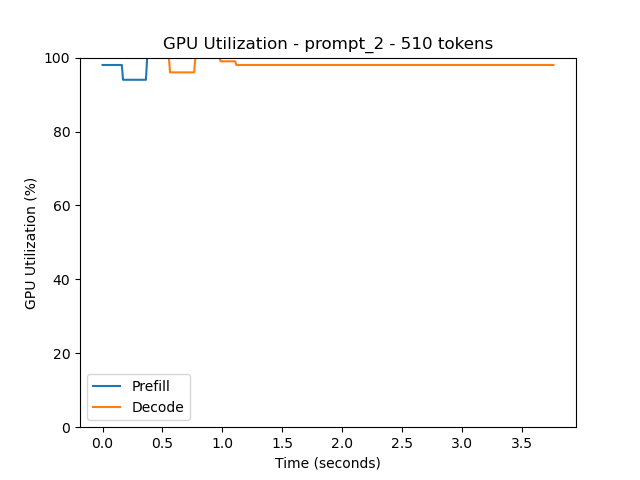 GPU Utilization - prompt_2 - 510 tokens
100
80
60
40
20
0
GPU Utilization (%)
Prefill
Decode
0.0 0.5 1.0 1.5 2.0 2.5 3.0 3.5
Time (seconds)